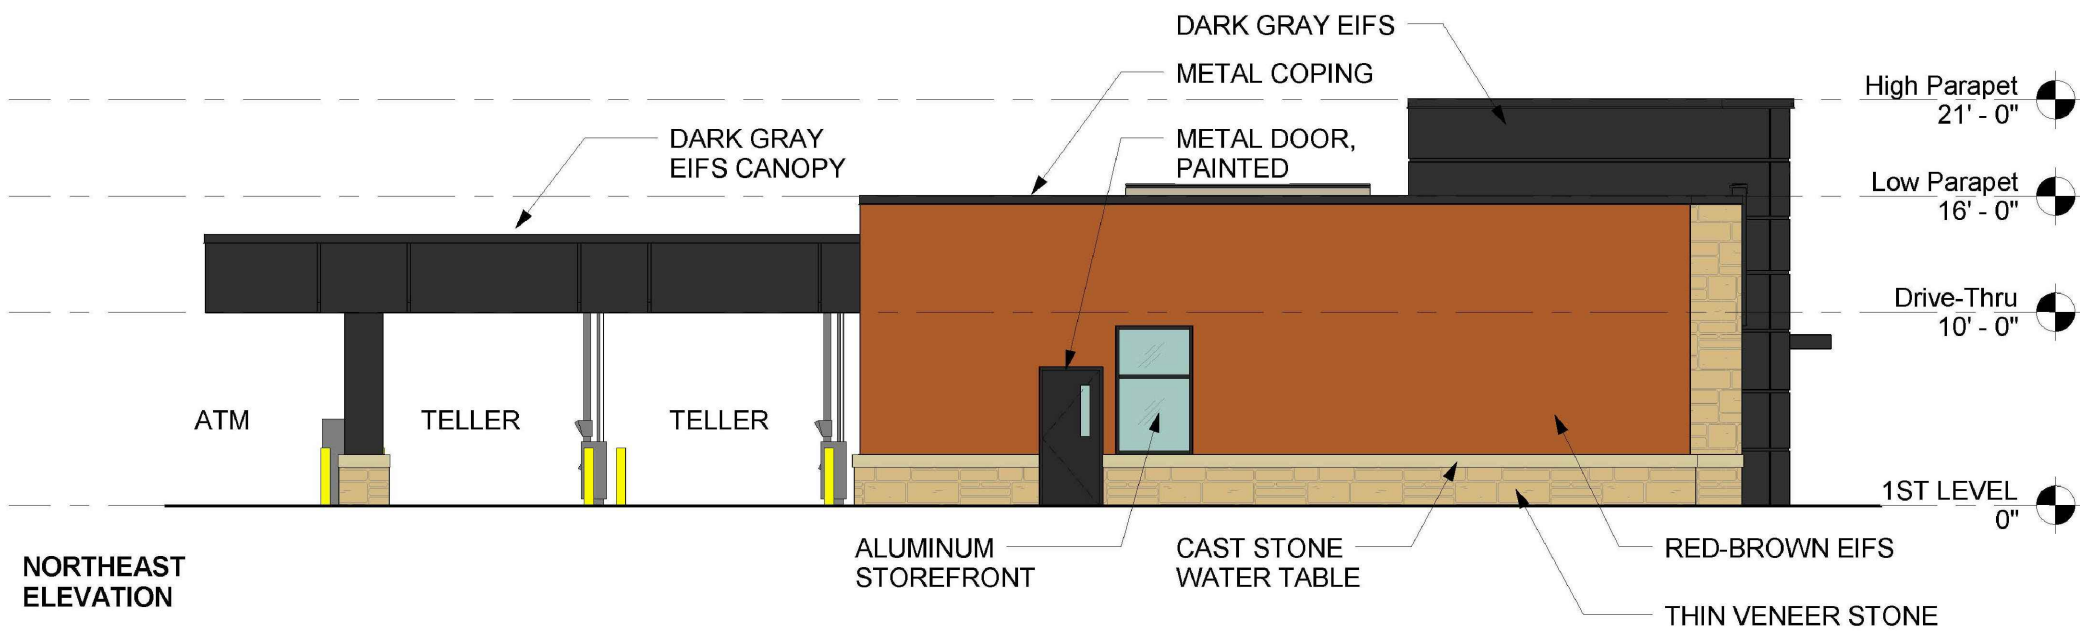 DARK GRAY EIFS
METAL COPING
High Parapet
21' - 0"
DARK GRAY
EIFS CANOPY
METAL DOOR,
PAINTED
Low Parapet
16' - 0"
Drive-Thru
10' - 0"
ATM
TELLER
TELLER
1ST LEVEL
0"
ALUMINUM
STOREFRONT
CAST STONE
WATER TABLE
RED-BROWN EIFS
THIN VENEER STONE
NORTHEAST
ELEVATION